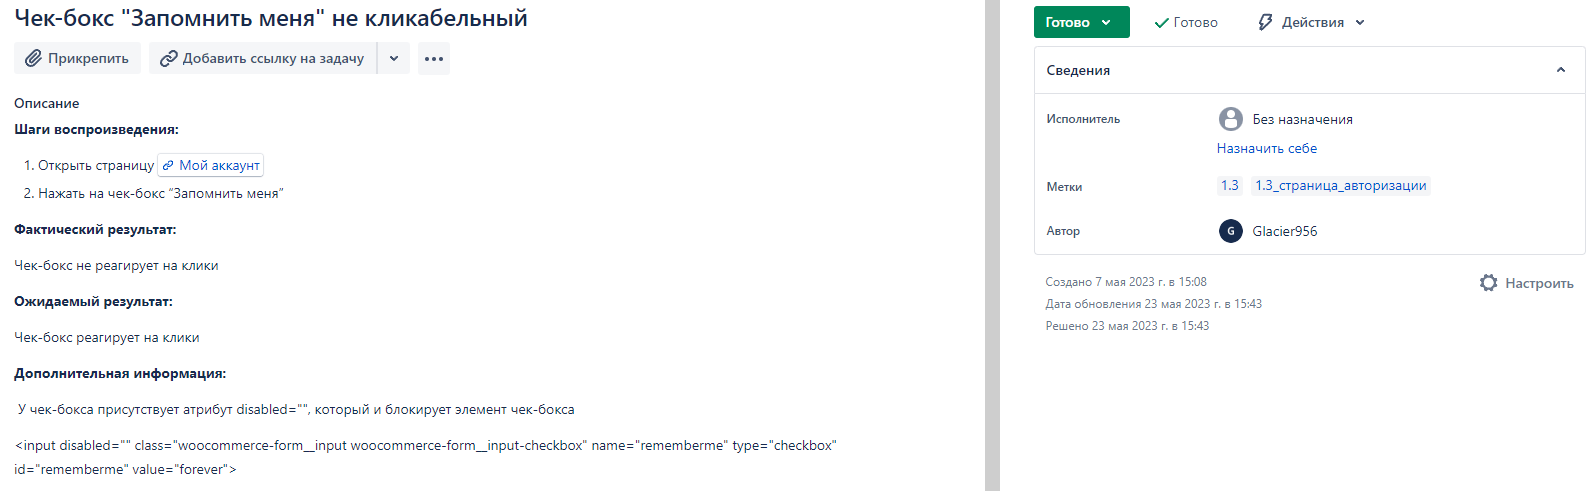 Чек-бокс "Запомнить меня" не кликабельный
Прикрепить
Добавить ссылку на задачу
Описание
Шаги воспроизведения:
1. Открыть страницу Мой аккаунт
2. Нажать на чек-бокс “Запомнить меня”
Фактический результат:
Чек-бокс не реагирует на клики
Ожидаемый результат:
Чек-бокс реагирует на клики
Дополнительная информация:
У чек-бокса присутствует атрибут disabled="", который и блокирует элемент чек-бокса
<input disabled="" class="woocommerce-form__input woocommerce-form__input-checkbox" name="rememberme" type="checkbox"
id="rememberme" value="forever">
Готово
Готово
Действия
Сведения
Исполнитель
Без назначения
Назначить себе
Метки
1.3 1.3_страница_авторизации
Автор
G Glacier956
Создано 7 мая 2023 г. в 15:08
Настроить
Дата обновления 23 мая 2023 г. в 15:43
Решено 23 мая 2023 г. в 15:43